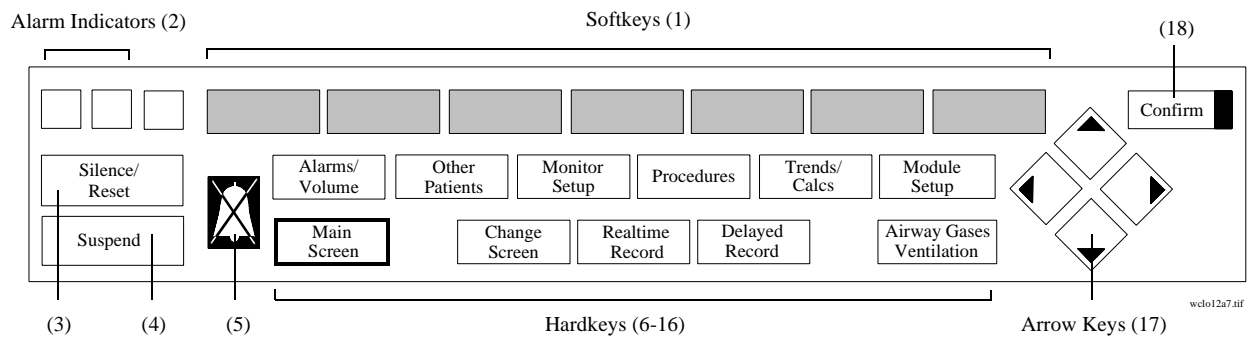 Alarm Indicators (2)
Softkeys (1)
(18)
Confirm
Silence/
Reset
Alarms/
Volume
Other
Patients
Monitor
Setup
Procedures
Trends/
Calcs
Module
Setup
Suspend
Main
Screen
Change
Screen
Realtime
Record
Delayed
Record
Airway Gases
Ventilation
wclo12a7.tif
(3)
(4)
(5)
Hardkeys (6-16)
Arrow Keys (17)